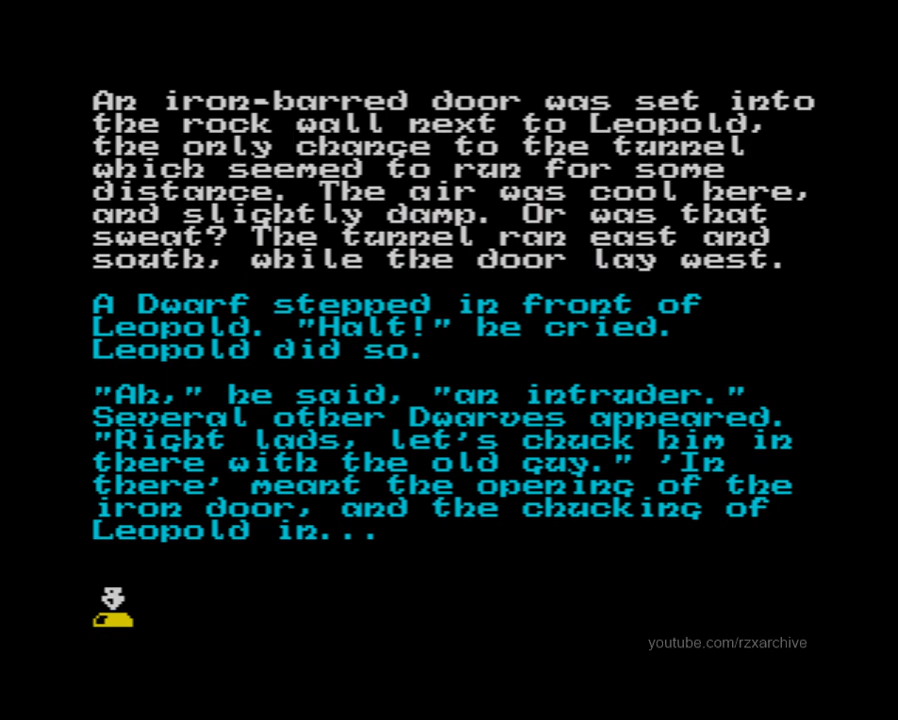 An iron-barred door was set into
the rock wall next to Leopold,
the only change to the tunnel
which seemed to run for some
distance. The air was cool here,
and slightly damp. Or was that
sweat? The tunnel ran east and
south, while the door lay west.
A Dwarf stepped in front of
Leopold. "Halt!" he cried.
Leopold did so.
"Ah," he said, "an intruder."
Several other Dwarves appeared.
"Right lads, let's chuck him in
there with the old guy." 'In
there' meant the opening of the
iron door, and the chucking of
Leopold in...
youtube.com/rzxarchive